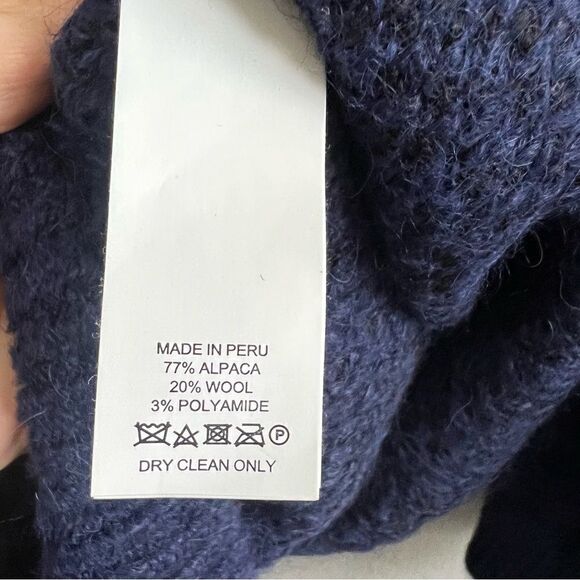 MADE IN PERU
77% ALPACA
20% WOOL
3% POLYAMIDE
P
DRY CLEAN ONLY